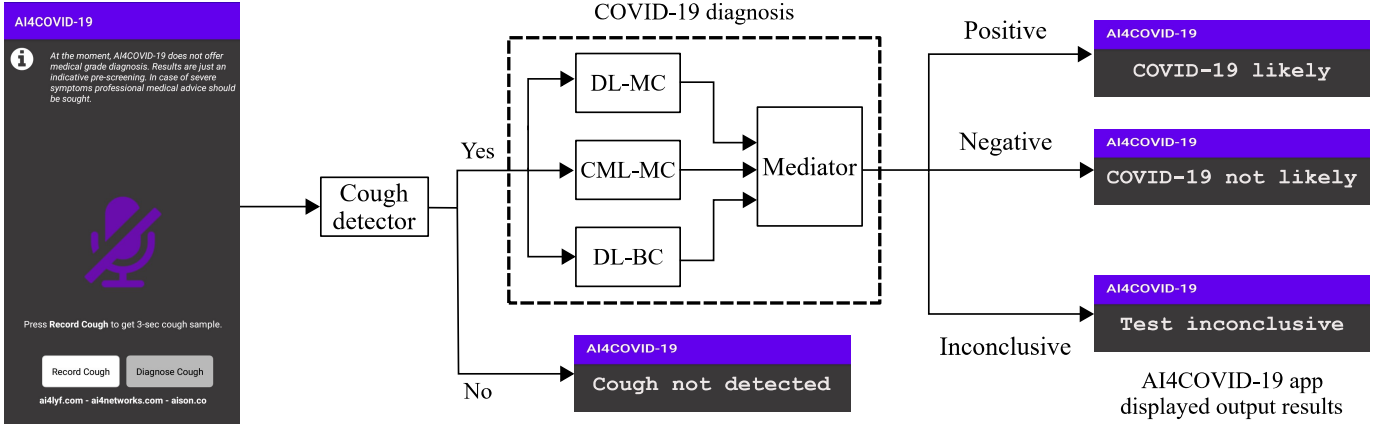 AI4COVID-19
At the moment, AI4COVID-19 does not offer
medical grade diagnosis. Results are just an
indicative pre-screening. In case of severe
symptoms professional medical advice should
be sought.
Press Record Cough to get 3-sec cough sample.
Record Cough
Diagnose Cough
ai4lyf.com - ai4networks.com - aison.co
Cough
detector
Yes
No
COVID-19 diagnosis
DL-MC
CML-MC
DL-BC
Mediator
AI4COVID-19
Cough not detected
Positive
AI4COVID-19
COVID-19 likely
Negative
AI4COVID-19
COVID-19 not likely
Inconclusive
AI4COVID-19
Test inconclusive
AI4COVID-19 app
displayed output results